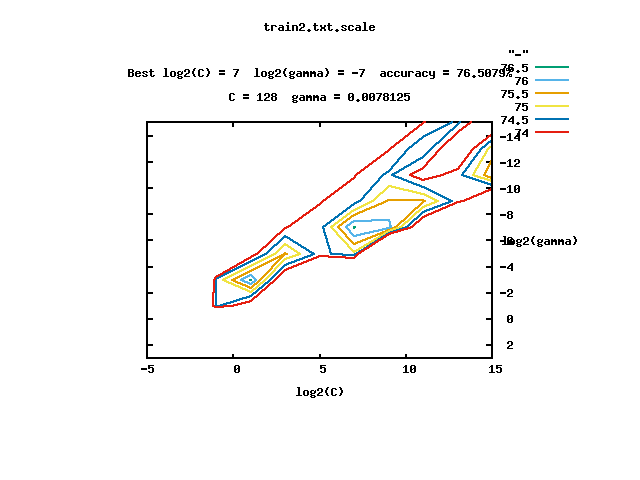 train2.txt.scale
"-"
76.5
Best log2(C) = 7  log2(gamma) = -7  accuracy = 76.5079%
76
75.5
C = 128  gamma = 0.0078125
75
74.5
74
-14
-12
-10
-8
-6
log2(gamma)
-4
-2
0
2
-5 0 5 10 15
log2(C)